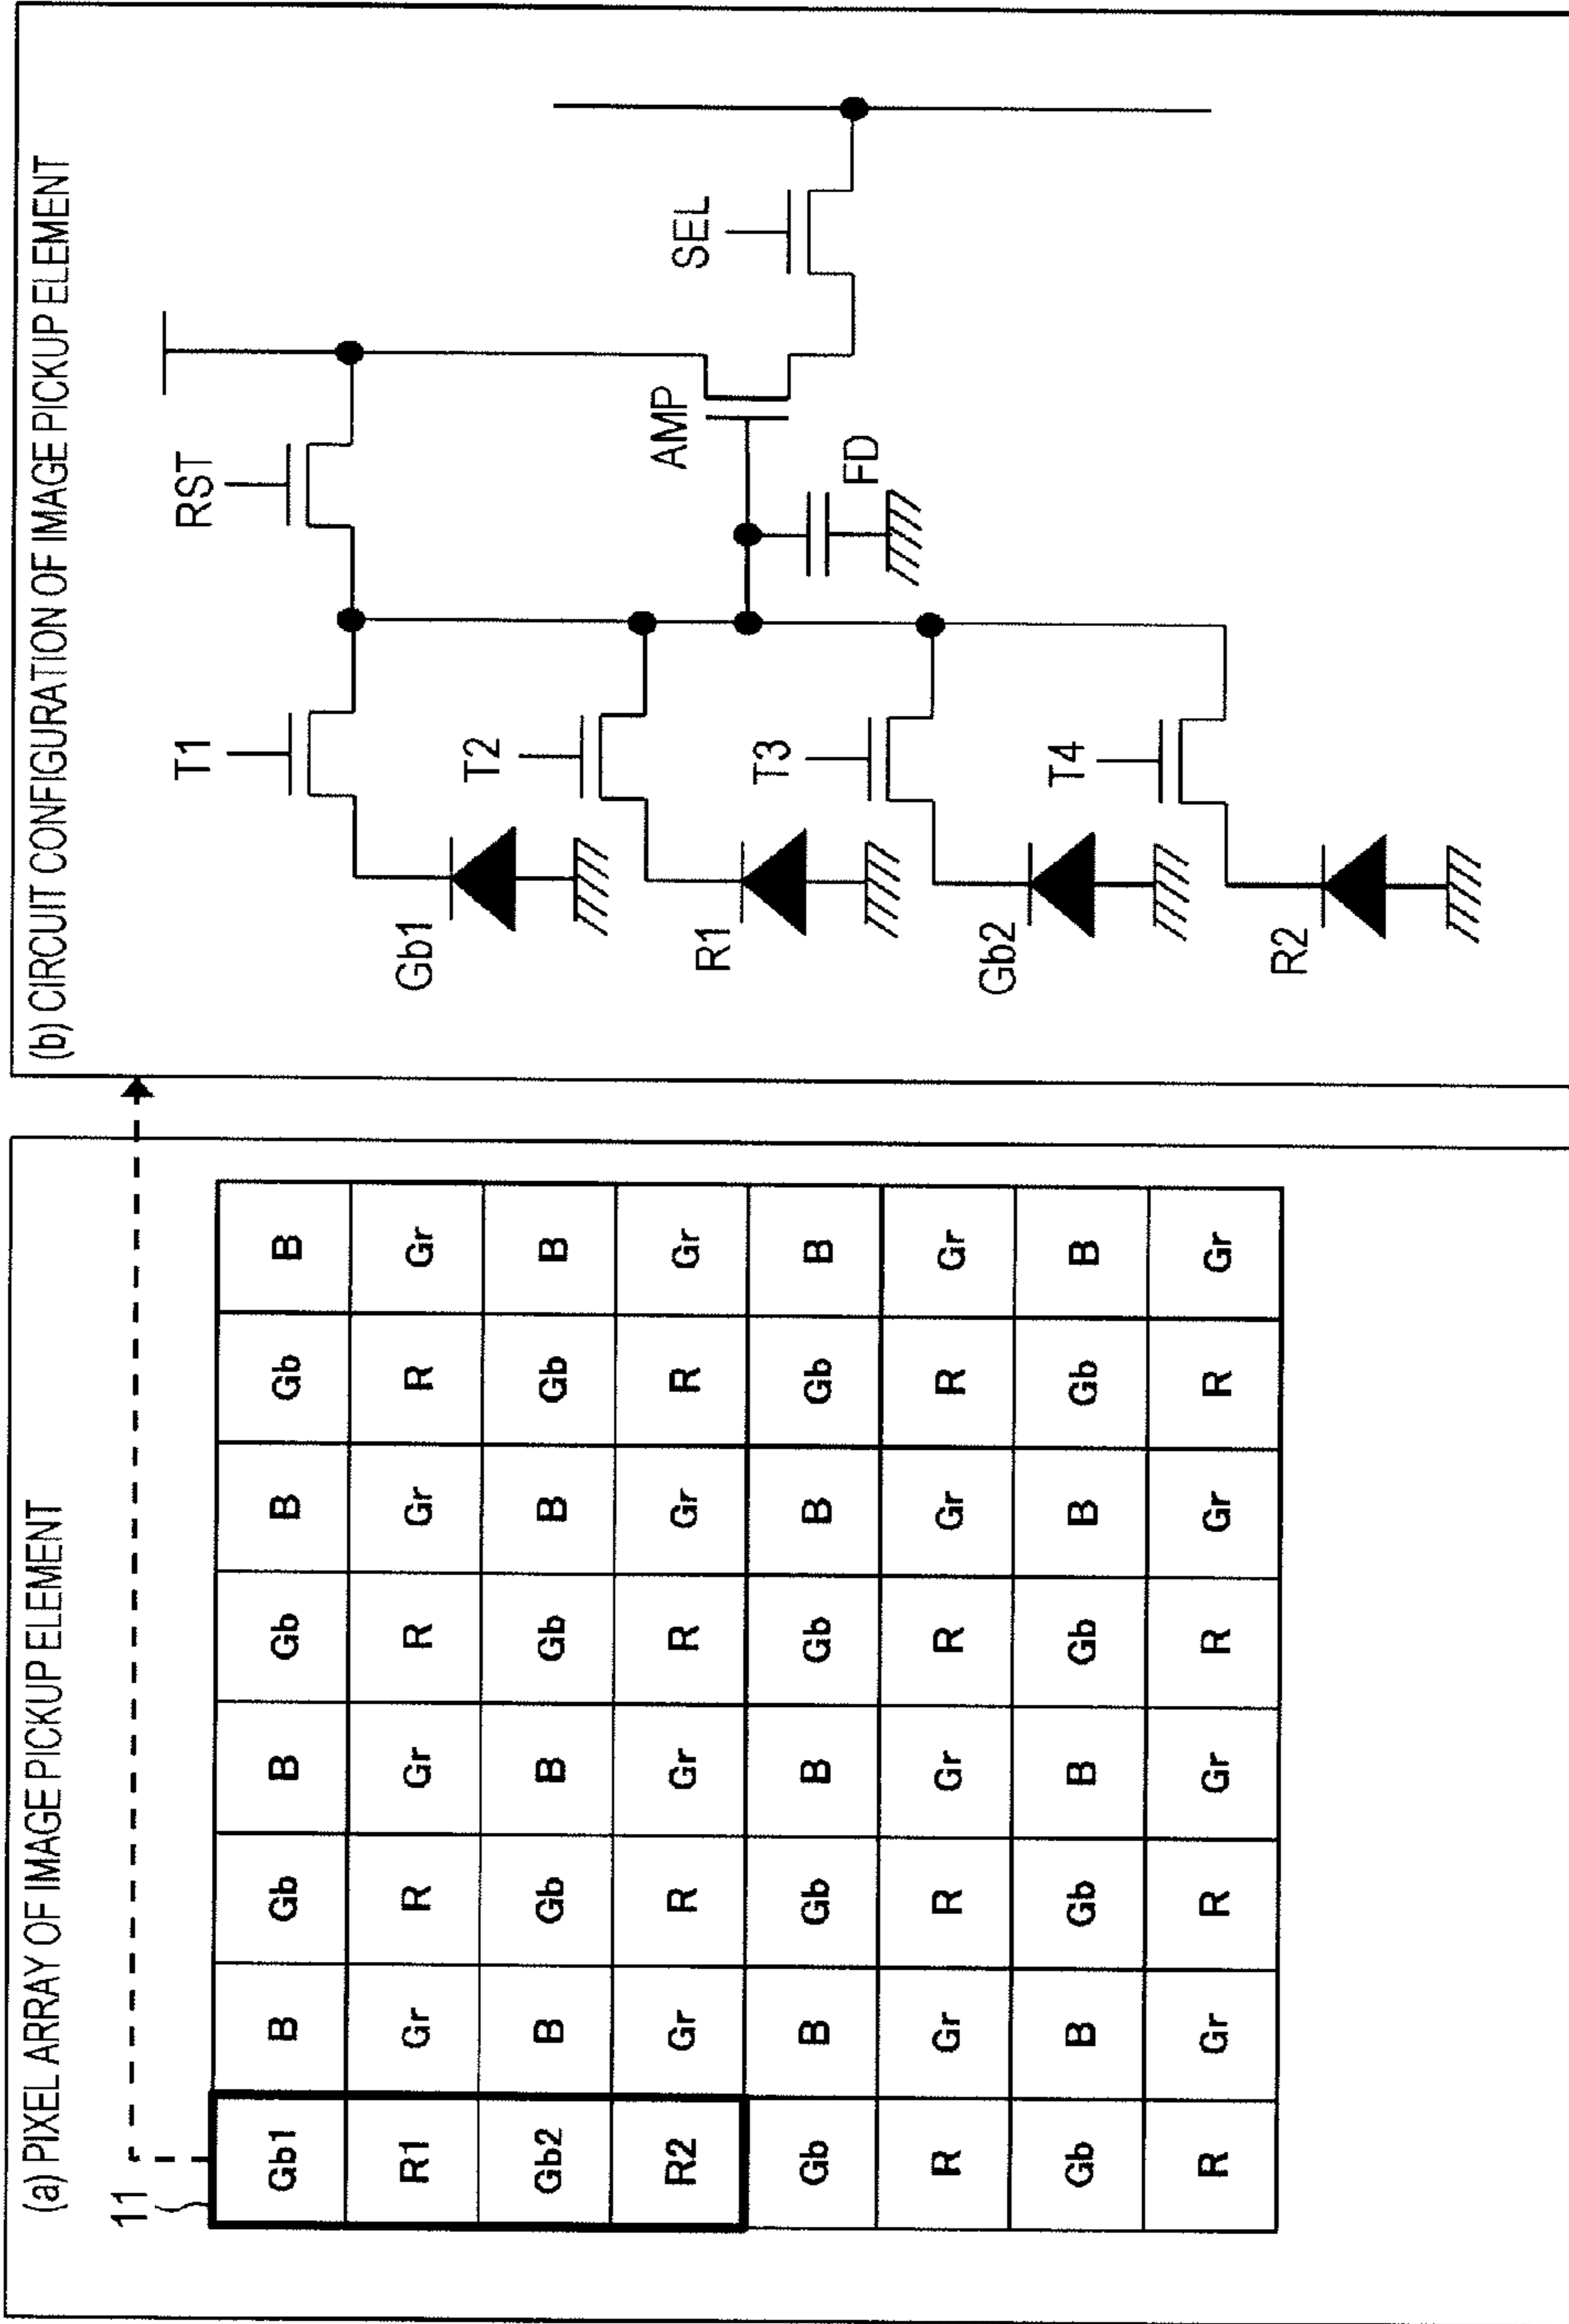 (a) PIXEL ARRAY OF IMAGE PICKUP ELEMENT
11
Gb1 B Gb B Gb B Gb B
R1 Gr R Gr R Gr R Gr
Gb2 B Gb B Gb B Gb B
R2 Gr R Gr R Gr R Gr
Gb B Gb B Gb B Gb B
R Gr R Gr R Gr R Gr
Gb B Gb B Gb B Gb B
R Gr R Gr R Gr R Gr
(b) CIRCUIT CONFIGURATION OF IMAGE PICKUP ELEMENT
T1
RST
Gb1
T2
AMP
SEL
R1
T3
FD
Gb2
T4
R2